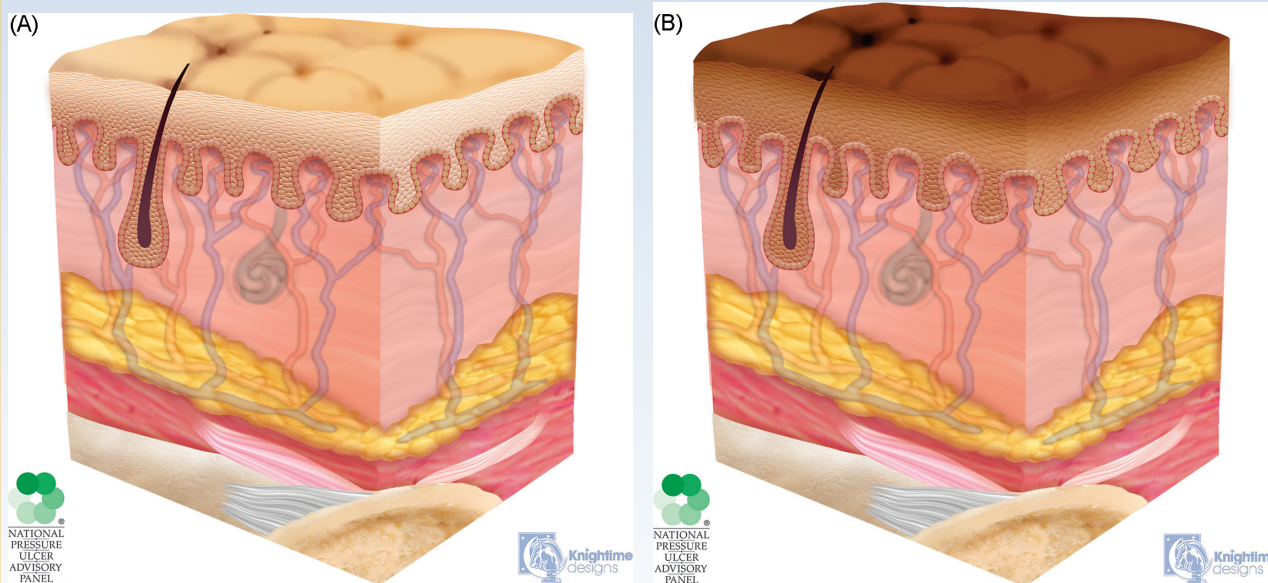 (A)
®
NATIONAL
PRESSURE
ULCER
ADVISORY
PANEL
Knightime
designs
(B)
®
NATIONAL
PRESSURE
ULCER
ADVISORY
PANEL
Knightime
designs